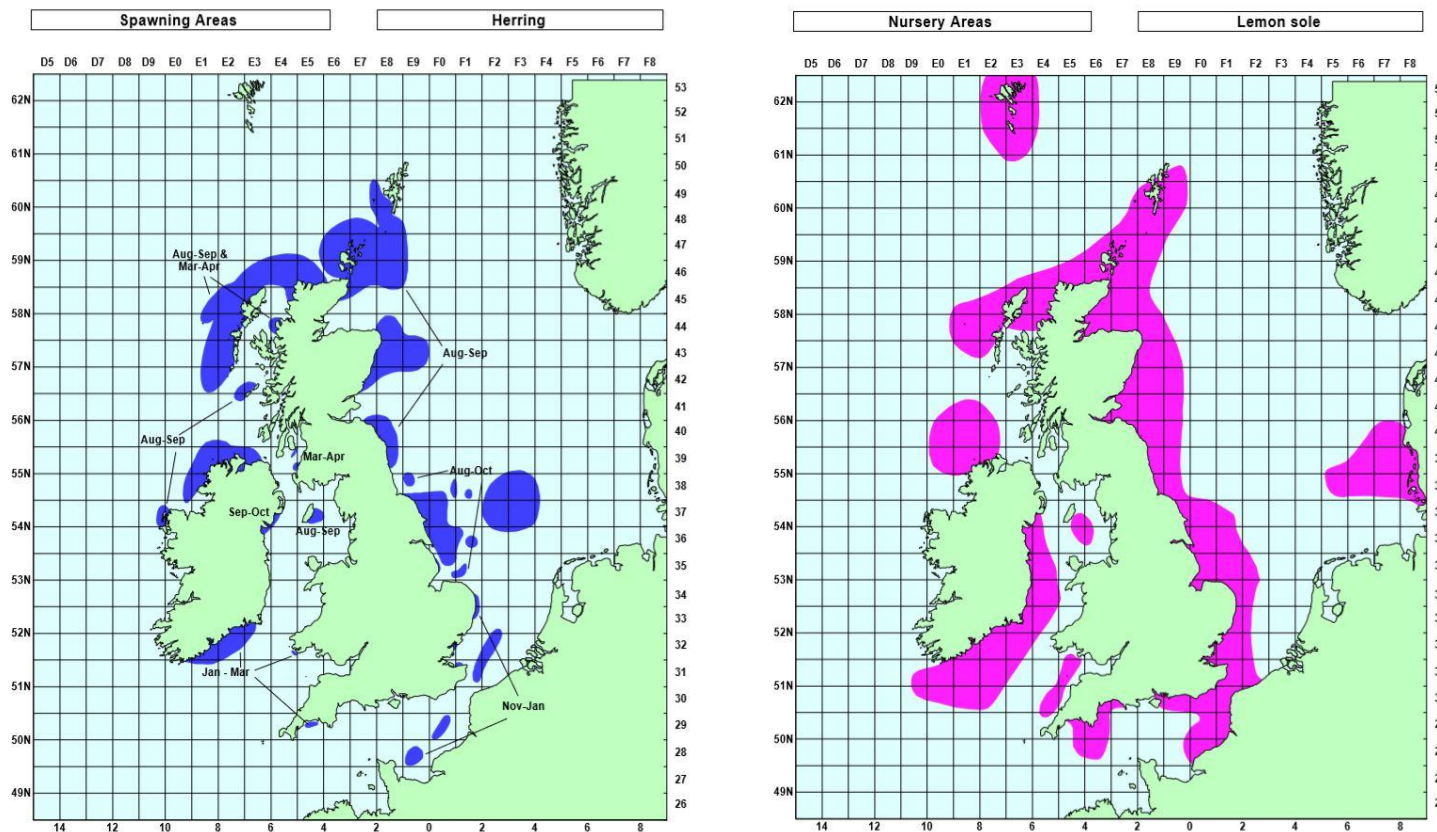 Spawning Areas
Herring
D5 D6 D7 D8 D9 E0 E1 E2 E3 E4 E5 E6 E7 E8 E9 F0 F1 F2 F3 F4 F5 F6 F7 F8
62N
61N
60N
59N
58N
57N
56N
55N
54N
53N
52N
51N
50N
49N
Aug-Sep &
Mar-Apr
Aug-Sep
Aug-Sep
Mar-Apr
Aug-Oct
Sep-Oct
Aug-Sep
Jan - Mar
Nov-Jan
53
52
51
50
49
48
47
46
45
44
43
42
41
40
39
38
37
36
35
34
33
32
31
30
29
28
27
26
14 12 10 8 6 4 2 0 2 4 6 8
Nursery Areas
Lemon sole
D5 D6 D7 D8 D9 E0 E1 E2 E3 E4 E5 E6 E7 E8 E9 F0 F1 F2 F3 F4 F5 F6 F7 F8
62N
61N
60N
59N
58N
57N
56N
55N
54N
53N
52N
51N
50N
49N
14 12 10 8 6 4 2 0 2 4 6 8